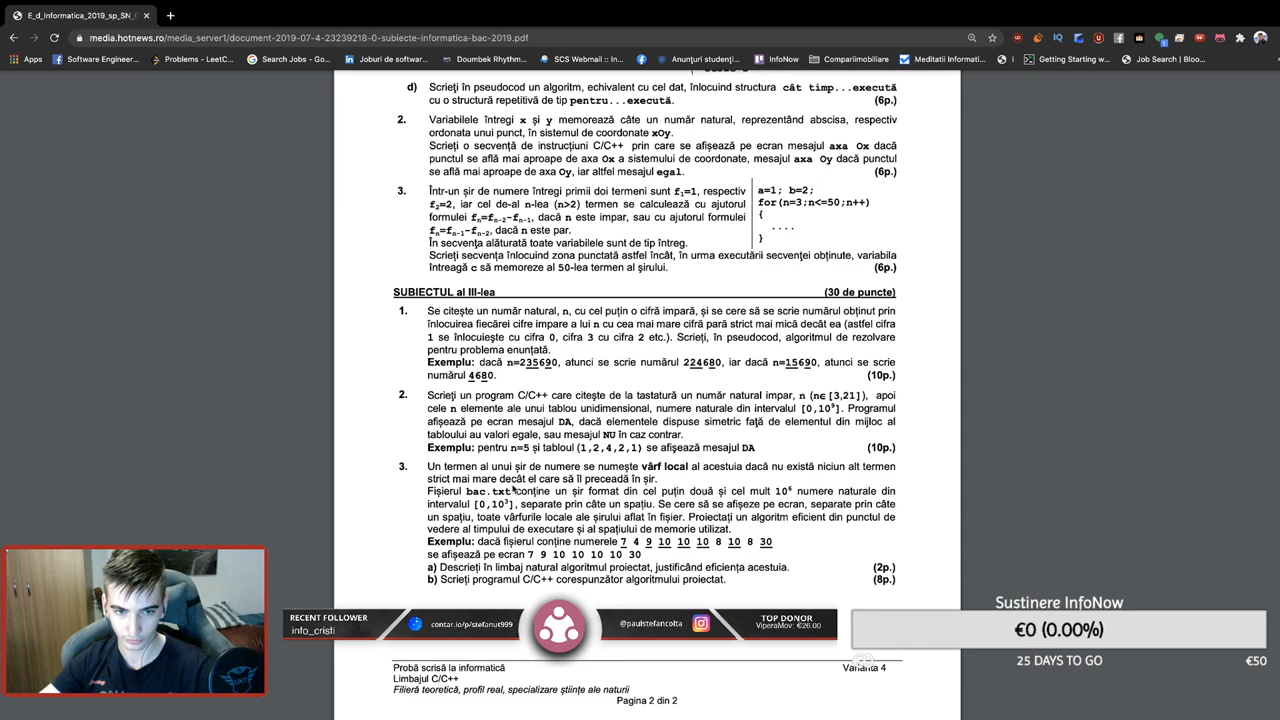 E_d_Informatica_2019_sp_SN_
media.hotnews.ro/media_server1/document-2019-07-4-23239218-0-subiecte-informatica-bac-2019.pdf
Apps
Software Engineer...
Problems - LeetC...
Search Jobs - Go...
Joburi de softwar...
Doumbek Rhythm...
SCS Webmail :: In...
Anunțuri studenți...
InfoNow
Compariimobiliare
Meditatii Informati...
i
Getting Starting w...
Job Search | Bloo...
d) Scrieţi în pseudocod un algoritm, echivalent cu cel dat, înlocuind structura cât timp...execută
cu o structură repetitivă de tip pentru...execută. (6p.)
2. Variabilele întregi x și y memorează câte un număr natural, reprezentând abscisa, respectiv
ordonata unui punct, în sistemul de coordonate xOy.
Scrieți o secvență de instrucțiuni C/C++ prin care se afișează pe ecran mesajul axa Ox dacă
punctul se află mai aproape de axa Ox a sistemului de coordonate, mesajul axa Oy dacă punctul
se află mai aproape de axa Oy, iar altfel mesajul egal. (6p.)
3. Într-un șir de numere întregi primii doi termeni sunt f1=1, respectiv
f2=2, iar cel de-al n-lea (n>2) termen se calculează cu ajutorul
formulei fn=fn-2-fn-1, dacă n este impar, sau cu ajutorul formulei
fn=fn-1-fn-2, dacă n este par.
În secvența alăturată toate variabilele sunt de tip întreg.
a=1; b=2;
for(n=3;n<=50;n++)
{
....
}
Scrieți secvența înlocuind zona punctată astfel încât, în urma executării secvenţei obținute, variabila
întreagă c să memoreze al 50-lea termen al şirului. (6p.)
SUBIECTUL al III-lea (30 de puncte)
1. Se citește un număr natural, n, cu cel puțin o cifră impară, și se cere să se scrie numărul obținut prin
înlocuirea fiecărei cifre impare a lui n cu cea mai mare cifră pară strict mai mică decât ea (astfel cifra
1 se înlocuieşte cu cifra 0, cifra 3 cu cifra 2 etc.). Scrieți, în pseudocod, algoritmul de rezolvare
pentru problema enunțată.
Exemplu: dacă n=235690, atunci se scrie numărul 224680, iar dacă n=15690, atunci se scrie
numărul 4680. (10p.)
2. Scrieţi un program C/C++ care citește de la tastatură un număr natural impar, n (n∈[3,21]), apoi
cele n elemente ale unui tablou unidimensional, numere naturale din intervalul [0,10⁹]. Programul
afișează pe ecran mesajul DA, dacă elementele dispuse simetric faţă de elementul din mijloc al
tabloului au valori egale, sau mesajul NU în caz contrar.
Exemplu: pentru n=5 și tabloul (1,2,4,2,1) se afișează mesajul DA (10p.)
3. Un termen al unui șir de numere se numește vârf local al acestuia dacă nu există niciun alt termen
strict mai mare decât el care să îl preceadă în șir.
Fișierul bac.txt conține un șir format din cel puțin două și cel mult 10⁶ numere naturale din
intervalul [0,10³], separate prin câte un spațiu. Se cere să se afișeze pe ecran, separate prin câte
un spațiu, toate vârfurile locale ale șirului aflat în fișier. Proiectați un algoritm eficient din punctul de
vedere al timpului de executare și al spațiului de memorie utilizat.
Exemplu: dacă fișierul conține numerele 7 4 9 10 10 10 8 10 8 30
se afișează pe ecran 7 9 10 10 10 10 30
a) Descrieți în limbaj natural algoritmul proiectat, justificând eficiența acestuia. (2p.)
b) Scrieți programul C/C++ corespunzător algoritmului proiectat. (8p.)
RECENT FOLLOWER
info_cristi
contar.io/p/stefanut999
@paulstefancolta
TOP DONOR
ViperaMov: €26.00
Sustinere InfoNow
€0 (0.00%)
25 DAYS TO GO €50
Probă scrisă la informatică Varianta 4
Limbajul C/C++
Filieră teoretică, profil real, specializare științe ale naturii
Pagina 2 din 2